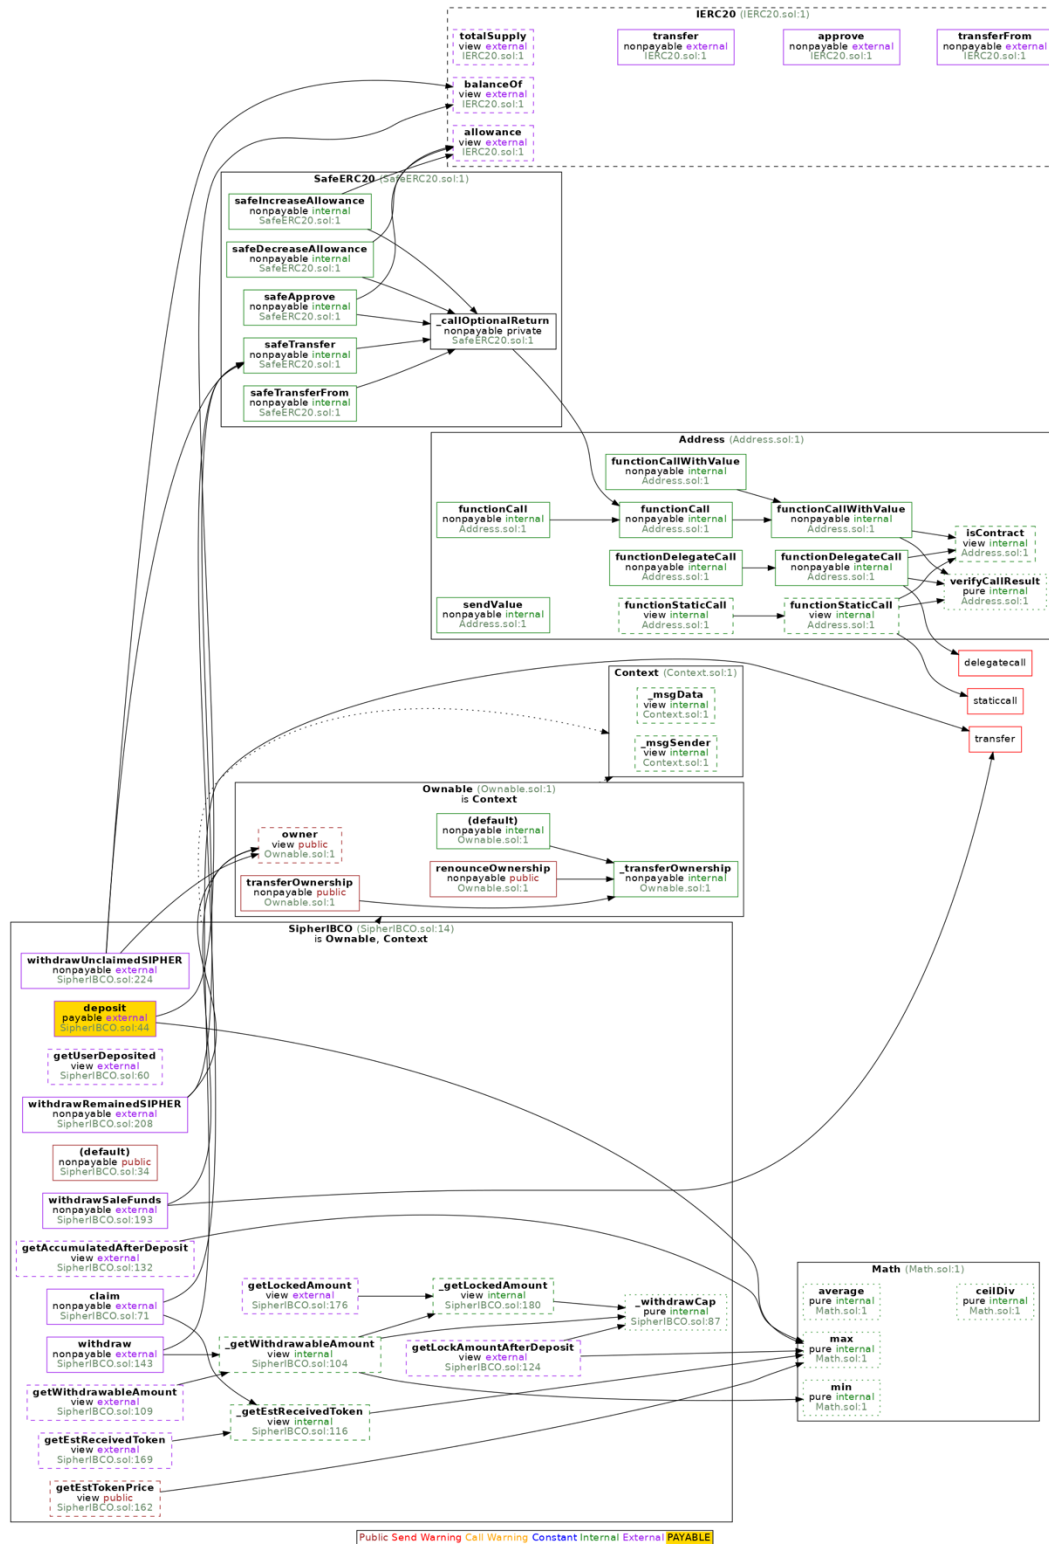 IERC20 (IERC20.sol:1)
totalSupply
view external
IERC20.sol:1
transfer
nonpayable external
IERC20.sol:1
approve
nonpayable external
IERC20.sol:1
transferFrom
nonpayable external
IERC20.sol:1
balanceOf
view external
IERC20.sol:1
allowance
view external
IERC20.sol:1
SafeERC20 (SafeERC20.sol:1)
safeIncreaseAllowance
nonpayable internal
SafeERC20.sol:1
safeDecreaseAllowance
nonpayable internal
SafeERC20.sol:1
safeApprove
nonpayable internal
SafeERC20.sol:1
_callOptionalReturn
nonpayable private
SafeERC20.sol:1
safeTransfer
nonpayable internal
SafeERC20.sol:1
safeTransferFrom
nonpayable internal
SafeERC20.sol:1
Address (Address.sol:1)
functionCallWithValue
nonpayable internal
Address.sol:1
functionCall
nonpayable internal
Address.sol:1
functionCall
nonpayable internal
Address.sol:1
functionCallWithValue
nonpayable internal
Address.sol:1
isContract
view internal
Address.sol:1
functionDelegateCall
nonpayable internal
Address.sol:1
functionDelegateCall
nonpayable internal
Address.sol:1
verifyCallResult
pure internal
Address.sol:1
sendValue
nonpayable internal
Address.sol:1
functionStaticCall
view internal
Address.sol:1
functionStaticCall
view internal
Address.sol:1
delegatecall
staticcall
transfer
Context (Context.sol:1)
_msgData
view internal
Context.sol:1
_msgSender
view internal
Context.sol:1
Ownable (Ownable.sol:1)
is Context
(default)
nonpayable internal
Ownable.sol:1
owner
view public
Ownable.sol:1
renounceOwnership
nonpayable public
Ownable.sol:1
_transferOwnership
nonpayable internal
Ownable.sol:1
transferOwnership
nonpayable public
Ownable.sol:1
SipherIBCO (SipherIBCO.sol:14)
is Ownable, Context
withdrawUnclaimedSIPHER
nonpayable external
SipherIBCO.sol:224
deposit
payable external
SipherIBCO.sol:44
getUserDeposited
view external
SipherIBCO.sol:60
withdrawRemainedSIPHER
nonpayable external
SipherIBCO.sol:208
(default)
nonpayable public
SipherIBCO.sol:34
withdrawSaleFunds
nonpayable external
SipherIBCO.sol:193
getAccumulatedAfterDeposit
view external
SipherIBCO.sol:132
claim
nonpayable external
SipherIBCO.sol:71
getLockedAmount
view external
SipherIBCO.sol:176
_getLockedAmount
view internal
SipherIBCO.sol:180
_withdrawCap
pure internal
SipherIBCO.sol:87
withdraw
nonpayable external
SipherIBCO.sol:143
_getWithdrawableAmount
view internal
SipherIBCO.sol:104
getLockAmountAfterDeposit
view external
SipherIBCO.sol:124
getWithdrawableAmount
view external
SipherIBCO.sol:109
_getEstReceivedToken
view internal
SipherIBCO.sol:116
getEstReceivedToken
view external
SipherIBCO.sol:169
getEstTokenPrice
view public
SipherIBCO.sol:162
Math (Math.sol:1)
average
pure internal
Math.sol:1
ceilDiv
pure internal
Math.sol:1
max
pure internal
Math.sol:1
min
pure internal
Math.sol:1
Public Send Warning Call Warning Constant Internal External PAYABLE